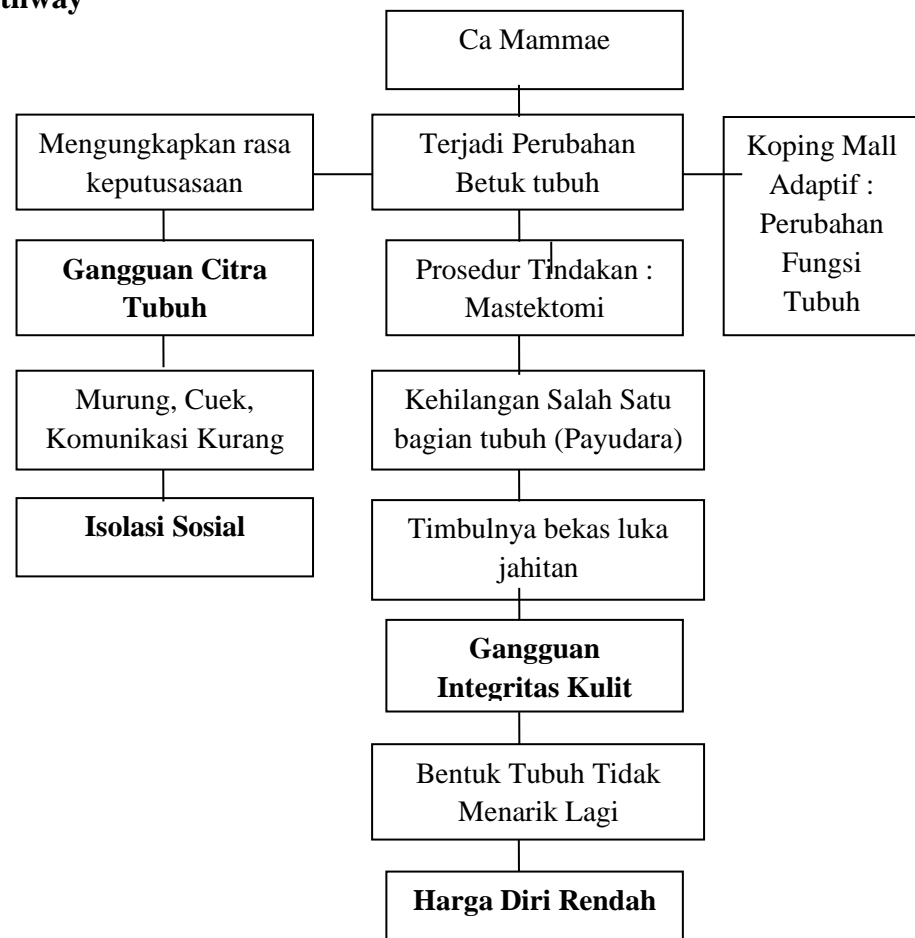 thway
Ca Mammae
Mengungkapkan rasa
keputusasaan
Terjadi Perubahan
Betuk tubuh
Koping Mall
Adaptif :
Perubahan
Fungsi
Tubuh
Gangguan Citra
Tubuh
Prosedur Tindakan :
Mastektomi
Murung, Cuek,
Komunikasi Kurang
Kehilangan Salah Satu
bagian tubuh (Payudara)
Isolasi Sosial
Timbulnya bekas luka
jahitan
Gangguan
Integritas Kulit
Bentuk Tubuh Tidak
Menarik Lagi
Harga Diri Rendah